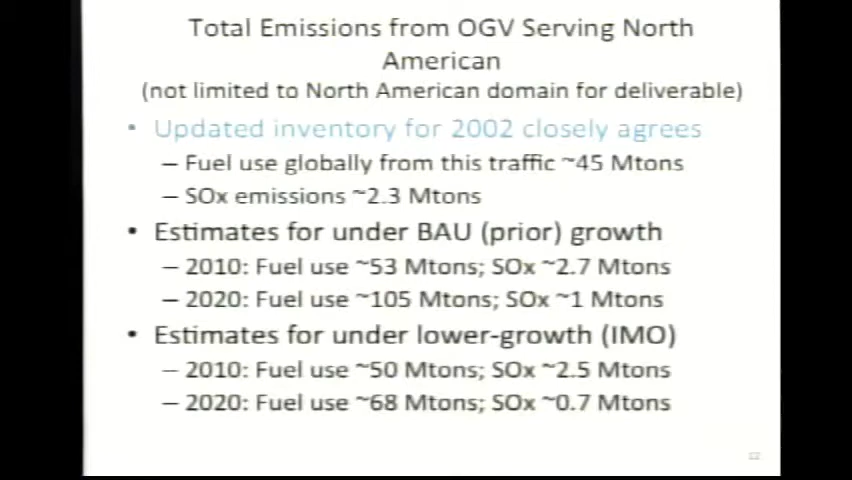 Total Emissions from OGV Serving North
American
(not limited to North American domain for deliverable)
• Updated inventory for 2002 closely agrees
– Fuel use globally from this traffic ~45 Mtons
– SOx emissions ~2.3 Mtons
• Estimates for under BAU (prior) growth
– 2010: Fuel use ~53 Mtons; SOx ~2.7 Mtons
– 2020: Fuel use ~105 Mtons; SOx ~1 Mtons
• Estimates for under lower-growth (IMO)
– 2010: Fuel use ~50 Mtons; SOx ~2.5 Mtons
– 2020: Fuel use ~68 Mtons; SOx ~0.7 Mtons